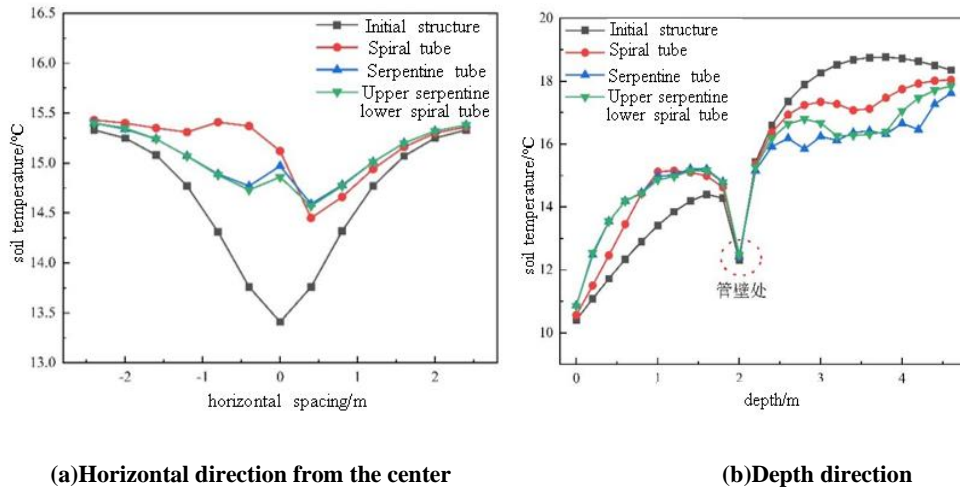 16.5
16.0
15.5
15.0
14.5
14.0
13.5
13.0
soil temperature/℃
-2
-1
0
1
2
horizontal spacing/m
Initial structure
Spiral tube
Serpentine tube
Upper serpentine
lower spiral tube
(a)Horizontal direction from the center
20
18
16
14
12
10
soil temperature/℃
0
1
2
3
4
depth/m
Initial structure
Spiral tube
Serpentine tube
Upper serpentine
lower spiral tube
管壁处
(b)Depth direction